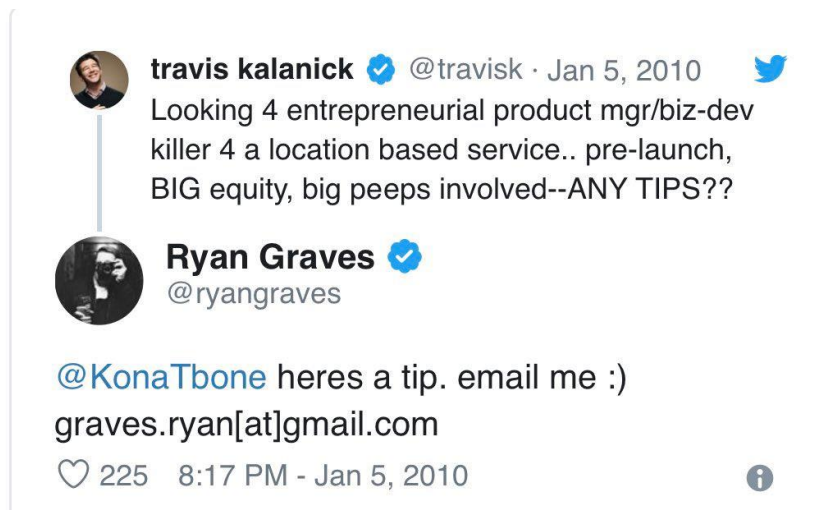 travis kalanick @travisk · Jan 5, 2010
Looking 4 entrepreneurial product mgr/biz-dev
killer 4 a location based service.. pre-launch,
BIG equity, big peeps involved--ANY TIPS??
Ryan Graves
@ryangraves
@KonaTbone heres a tip. email me :)
graves.ryan[at]gmail.com
225 8:17 PM - Jan 5, 2010